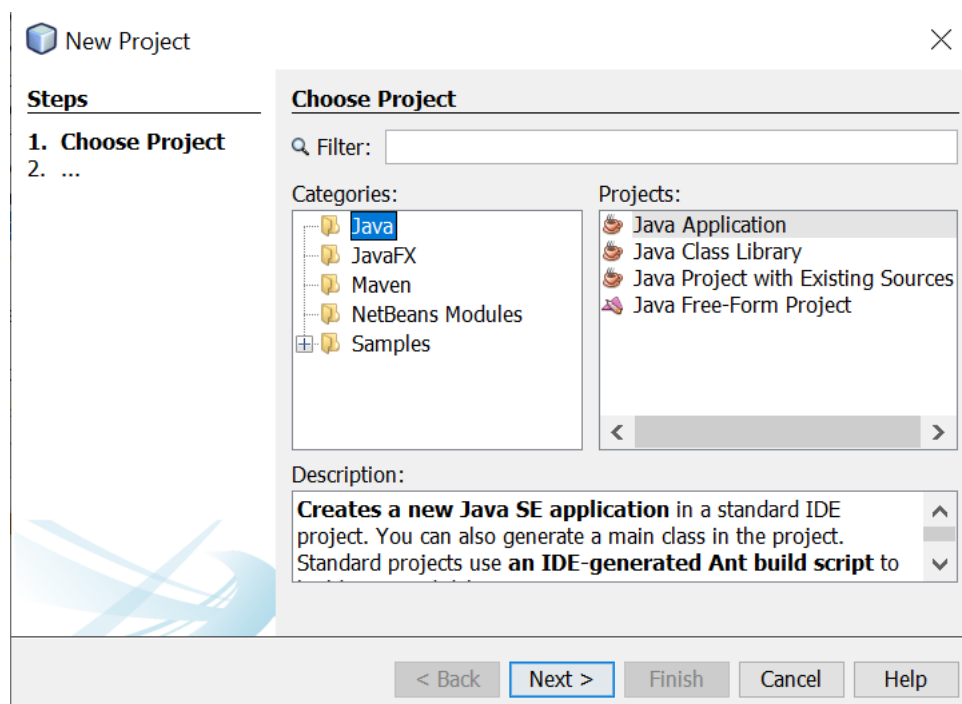 New Project
Steps
1. Choose Project
2. ...
Choose Project
Filter:
Categories:
Java
JavaFX
Maven
NetBeans Modules
Samples
Projects:
Java Application
Java Class Library
Java Project with Existing Sources
Java Free-Form Project
Description:
Creates a new Java SE application in a standard IDE
project. You can also generate a main class in the project.
Standard projects use an IDE-generated Ant build script to
< Back
Next >
Finish
Cancel
Help